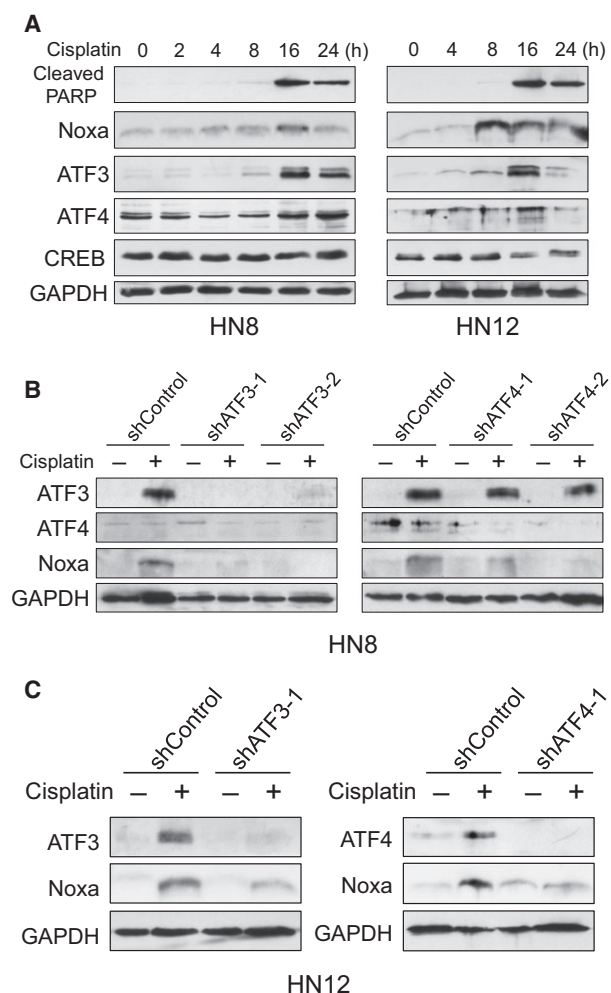 A
Cisplatin 0 2 4 8 16 24 (h) 0 4 8 16 24 (h)
Cleaved
PARP
Noxa
ATF3
ATF4
CREB
GAPDH
HN8 HN12
B
shControl shATF3-1 shATF3-2 shControl shATF4-1 shATF4-2
Cisplatin – + – + – + – + – + – +
ATF3
ATF4
Noxa
GAPDH
HN8
C
shControl shATF3-1 shControl shATF4-1
Cisplatin – + – + Cisplatin – + – +
ATF3 ATF4
Noxa Noxa
GAPDH GAPDH
HN12